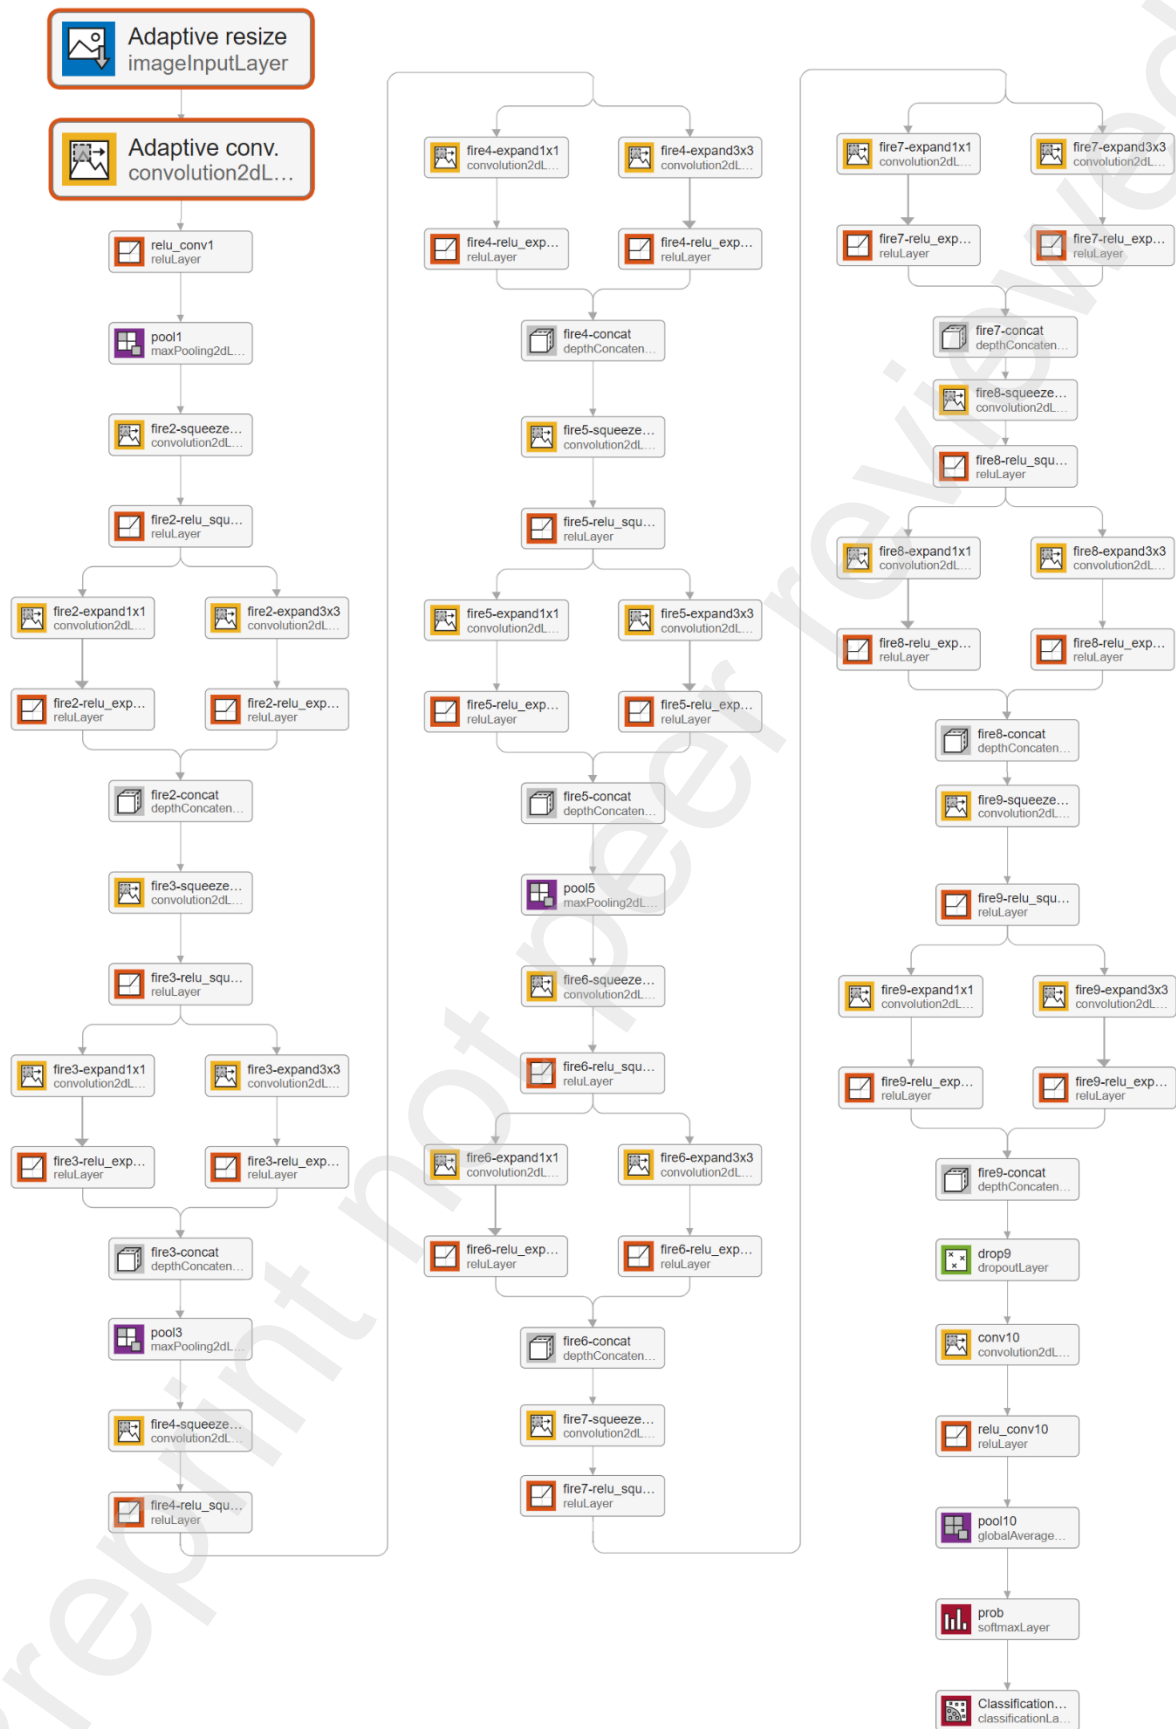 Adaptive resize
imageInputLayer
Adaptive conv.
convolution2dL...
relu_conv1
reluLayer
pool1
maxPooling2dL...
fire2-squeeze...
convolution2dL...
fire2-relu_squ...
reluLayer
fire2-expand1x1
convolution2dL...
fire2-expand3x3
convolution2dL...
fire2-relu_exp...
reluLayer
fire2-relu_exp...
reluLayer
fire2-concat
depthConcaten...
fire3-squeeze...
convolution2dL...
fire3-relu_squ...
reluLayer
fire3-expand1x1
convolution2dL...
fire3-expand3x3
convolution2dL...
fire3-relu_exp...
reluLayer
fire3-relu_exp...
reluLayer
fire3-concat
depthConcaten...
pool3
maxPooling2dL...
fire4-squeeze...
convolution2dL...
fire4-relu_squ...
reluLayer
fire4-expand1x1
convolution2dL...
fire4-expand3x3
convolution2dL...
fire4-relu_exp...
reluLayer
fire4-relu_exp...
reluLayer
fire4-concat
depthConcaten...
fire5-squeeze...
convolution2dL...
fire5-relu_squ...
reluLayer
fire5-expand1x1
convolution2dL...
fire5-expand3x3
convolution2dL...
fire5-relu_exp...
reluLayer
fire5-relu_exp...
reluLayer
fire5-concat
depthConcaten...
pool5
maxPooling2dL...
fire6-squeeze...
convolution2dL...
fire6-relu_squ...
reluLayer
fire6-expand1x1
convolution2dL...
fire6-expand3x3
convolution2dL...
fire6-relu_exp...
reluLayer
fire6-relu_exp...
reluLayer
fire6-concat
depthConcaten...
fire7-squeeze...
convolution2dL...
fire7-relu_squ...
reluLayer
fire7-expand1x1
convolution2dL...
fire7-expand3x3
convolution2dL...
fire7-relu_exp...
reluLayer
fire7-relu_exp...
reluLayer
fire7-concat
depthConcaten...
fire8-squeeze...
convolution2dL...
fire8-relu_squ...
reluLayer
fire8-expand1x1
convolution2dL...
fire8-expand3x3
convolution2dL...
fire8-relu_exp...
reluLayer
fire8-relu_exp...
reluLayer
fire8-concat
depthConcaten...
fire9-squeeze...
convolution2dL...
fire9-relu_squ...
reluLayer
fire9-expand1x1
convolution2dL...
fire9-expand3x3
convolution2dL...
fire9-relu_exp...
reluLayer
fire9-relu_exp...
reluLayer
fire9-concat
depthConcaten...
drop9
dropoutLayer
conv10
convolution2dL...
relu_conv10
reluLayer
pool10
globalAverage...
prob
softmaxLayer
Classification...
classificationLa...
reprint not peer reviewed